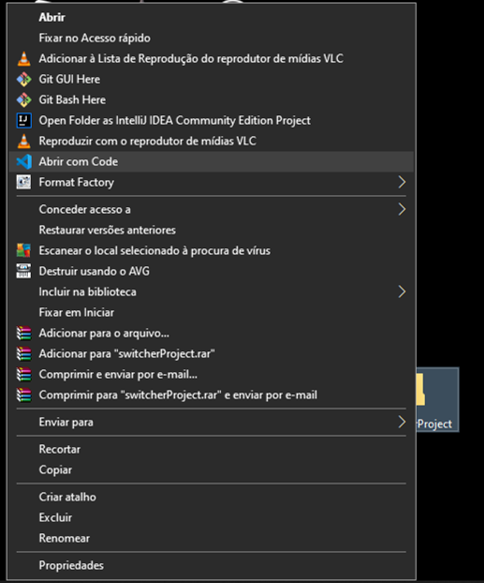 Abrir
Fixar no Acesso rápido
Adicionar à Lista de Reprodução do reprodutor de mídias VLC
Git GUI Here
Git Bash Here
Open Folder as IntelliJ IDEA Community Edition Project
Reproduzir com o reprodutor de mídias VLC
Abrir com Code
Format Factory
Conceder acesso a
Restaurar versões anteriores
Escanear o local selecionado à procura de vírus
Destruir usando o AVG
Incluir na biblioteca
Fixar em Iniciar
Adicionar para o arquivo...
Adicionar para "switcherProject.rar"
Comprimir e enviar por e-mail...
Comprimir para "switcherProject.rar" e enviar por e-mail
Enviar para
rProject
Recortar
Copiar
Criar atalho
Excluir
Renomear
Propriedades